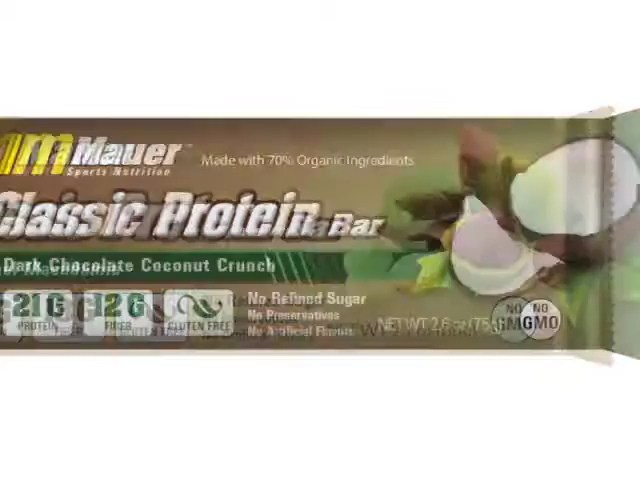 Mauer
Sports Nutrition
Made with 70% Organic Ingredients
Classic Protein Bar
Dark Chocolate Coconut Crunch
21G
PROTEIN
12G
FIBER
GLUTEN FREE
No Refined Sugar
No Preservatives
No Artificial Flavors
NET WT 2.6
NO
GMO